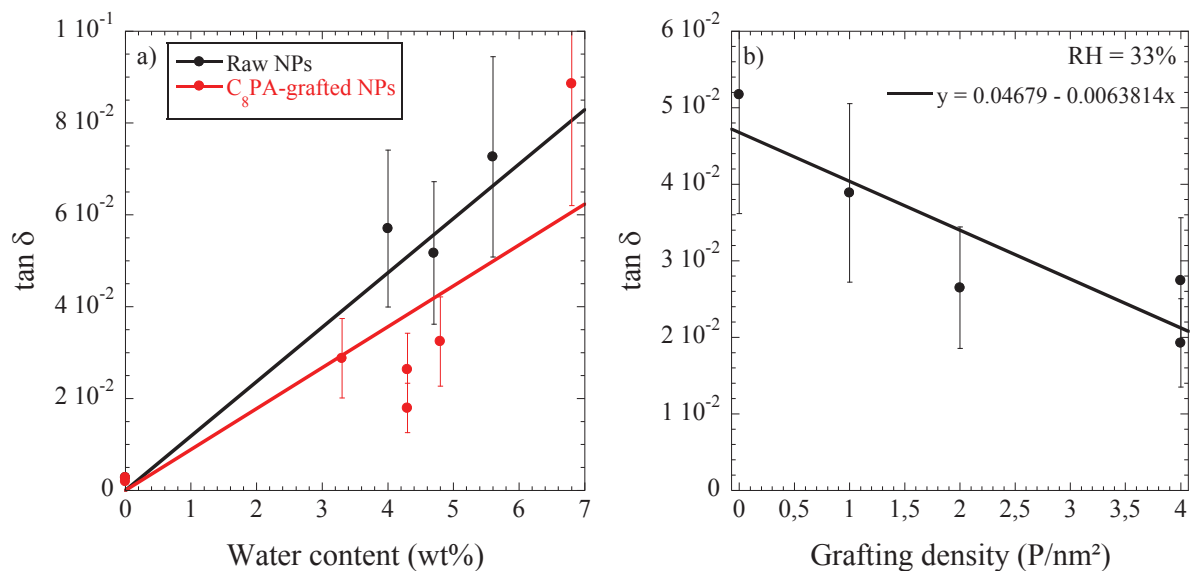 a)
Raw NPs
C₈PA-grafted NPs
1 10⁻¹
8 10⁻²
6 10⁻²
4 10⁻²
2 10⁻²
0
tan δ
0 1 2 3 4 5 6 7
Water content (wt%)
b)
RH = 33%
y = 0.04679 - 0.0063814x
6 10⁻²
5 10⁻²
4 10⁻²
3 10⁻²
2 10⁻²
1 10⁻²
0
tan δ
0 0,5 1 1,5 2 2,5 3 3,5 4
Grafting density (P/nm²)